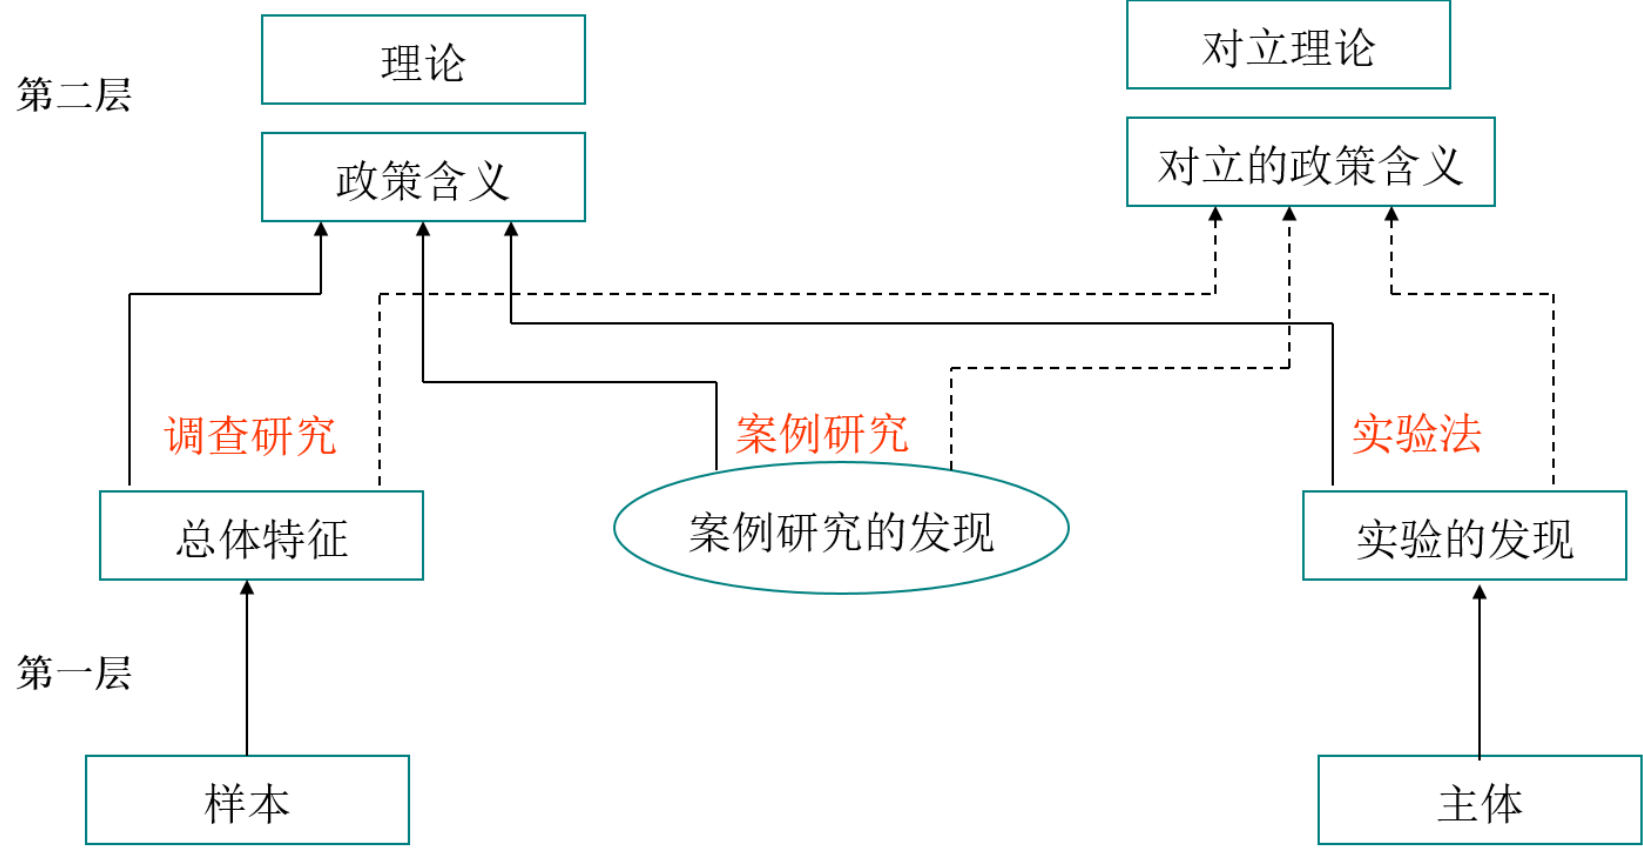 理论
对立理论
第二层
政策含义
对立的政策含义
调查研究
案例研究
实验法
总体特征
案例研究的发现
实验的发现
第一层
样本
主体